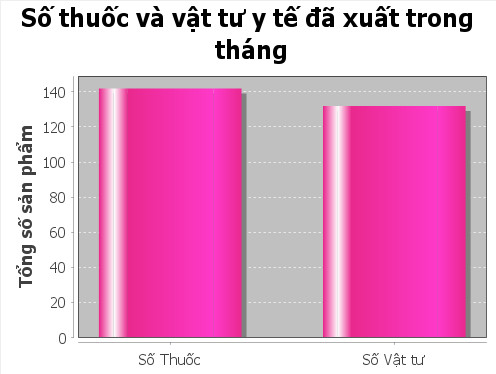 Số thuốc và vật tư y tế đã xuất trong
tháng
Tổng số sản phẩm
140
120
100
80
60
40
20
0
Số Thuốc
Số Vật tư